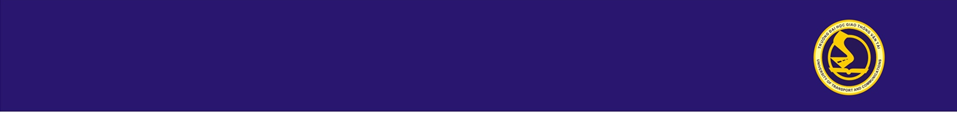 TRƯỜNG ĐẠI HỌC GIAO THÔNG VẬN TẢI
UNIVERSITY OF TRANSPORT AND COMMUNICATIONS